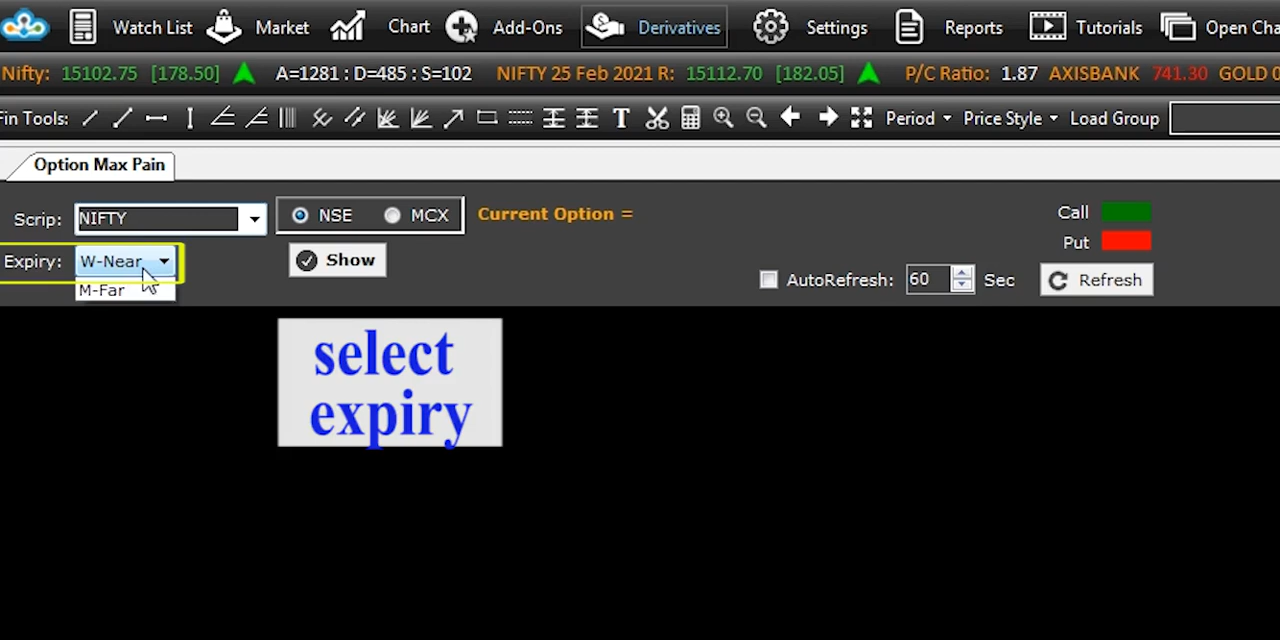 Watch List Market Chart Add-Ons Derivatives Settings Reports Tutorials Open Cha
Nifty: 15102.75 [178.50] A=1281 : D=485 : S=102 NIFTY 25 Feb 2021 R: 15112.70 [182.05] P/C Ratio: 1.87 AXISBANK 741.30 GOLD 0
Fin Tools: T Period Price Style Load Group
Option Max Pain
Scrip: NIFTY NSE MCX Current Option = Call
Put
Expiry: W-Near Show AutoRefresh: 60 Sec Refresh
M-Far
select
expiry